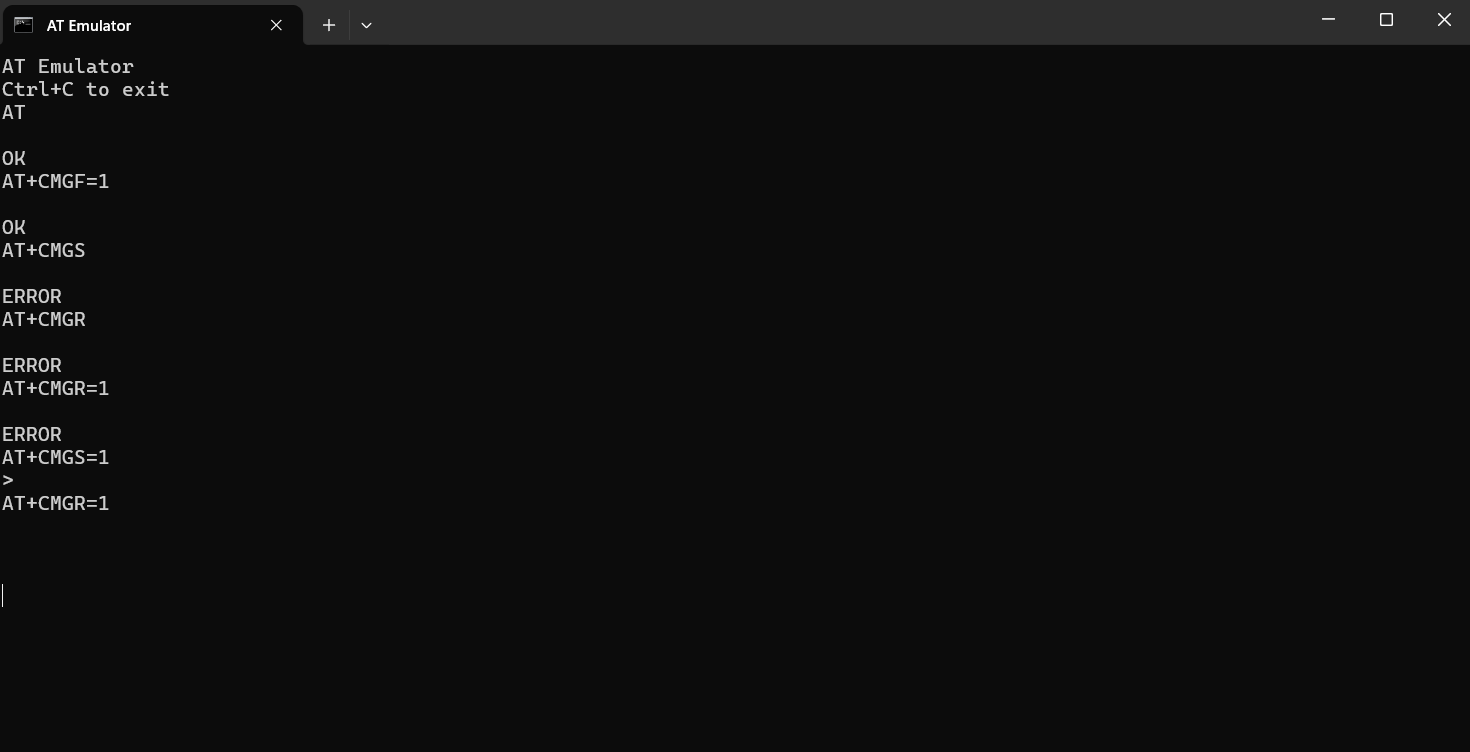 AT Emulator
AT Emulator
Ctrl+C to exit
AT
OK
AT+CMGF=1
OK
AT+CMGS
ERROR
AT+CMGR
ERROR
AT+CMGR=1
ERROR
AT+CMGS=1
>
AT+CMGR=1